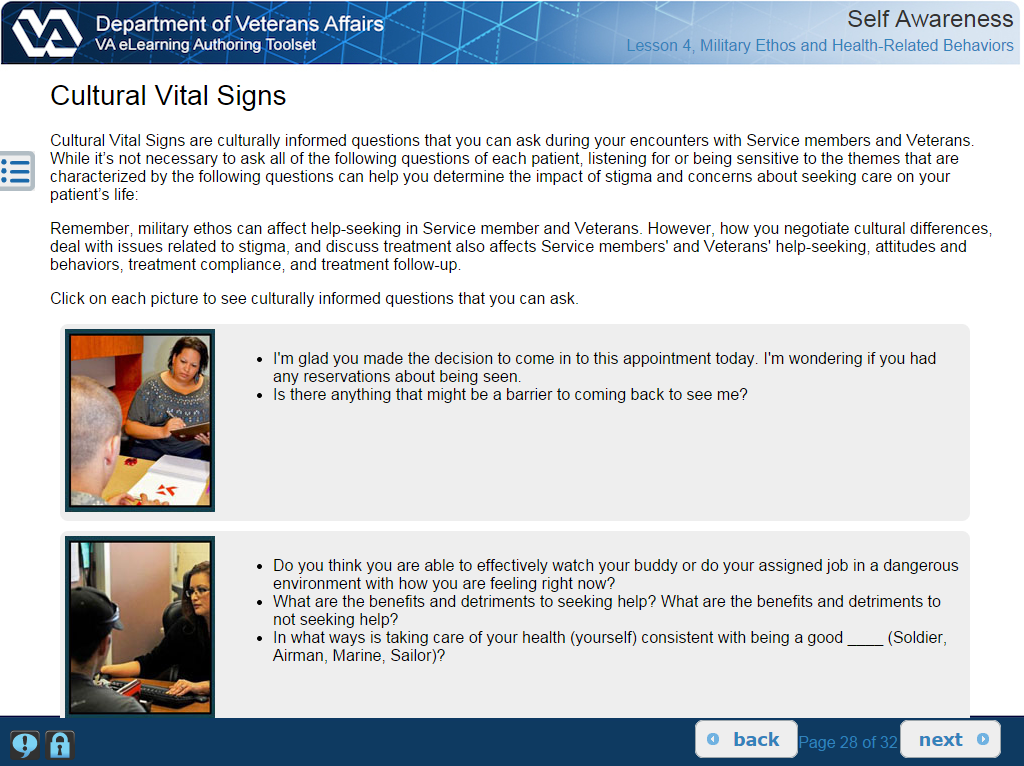 VA
Department of Veterans Affairs
VA eLearning Authoring Toolset
Self Awareness
Lesson 4, Military Ethos and Health-Related Behaviors
Cultural Vital Signs
Cultural Vital Signs are culturally informed questions that you can ask during your encounters with Service members and Veterans.
While it's not necessary to ask all of the following questions of each patient, listening for or being sensitive to the themes that are
characterized by the following questions can help you determine the impact of stigma and concerns about seeking care on your
patient's life:
Remember, military ethos can affect help-seeking in Service member and Veterans. However, how you negotiate cultural differences,
deal with issues related to stigma, and discuss treatment also affects Service members' and Veterans' help-seeking, attitudes and
behaviors, treatment compliance, and treatment follow-up.
Click on each picture to see culturally informed questions that you can ask.
• I'm glad you made the decision to come in to this appointment today. I'm wondering if you had
any reservations about being seen.
• Is there anything that might be a barrier to coming back to see me?
• Do you think you are able to effectively watch your buddy or do your assigned job in a dangerous
environment with how you are feeling right now?
• What are the benefits and detriments to seeking help? What are the benefits and detriments to
not seeking help?
• In what ways is taking care of your health (yourself) consistent with being a good ____ (Soldier,
Airman, Marine, Sailor)?
back
Page 28 of 32
next